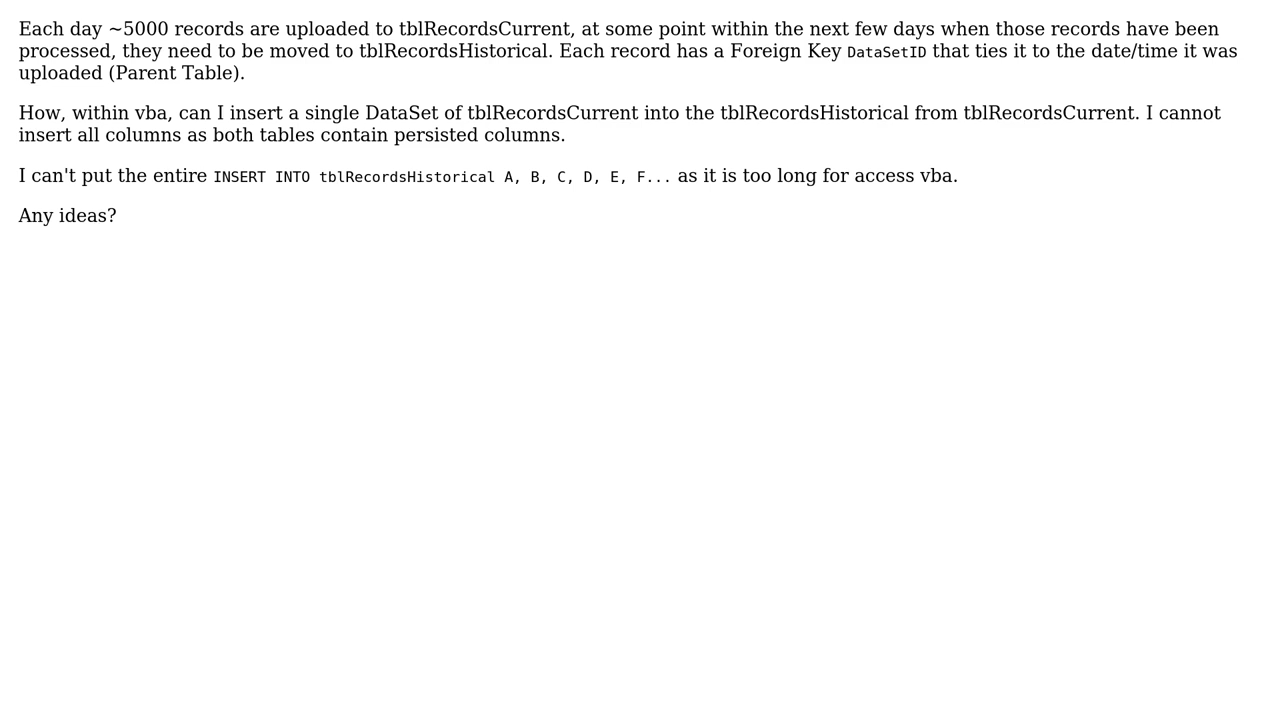 Each day ~5000 records are uploaded to tblRecordsCurrent, at some point within the next few days when those records have been
processed, they need to be moved to tblRecordsHistorical. Each record has a Foreign Key DataSetID that ties it to the date/time it was
uploaded (Parent Table).
How, within vba, can I insert a single DataSet of tblRecordsCurrent into the tblRecordsHistorical from tblRecordsCurrent. I cannot
insert all columns as both tables contain persisted columns.
I can't put the entire INSERT INTO tblRecordsHistorical A, B, C, D, E, F... as it is too long for access vba.
Any ideas?